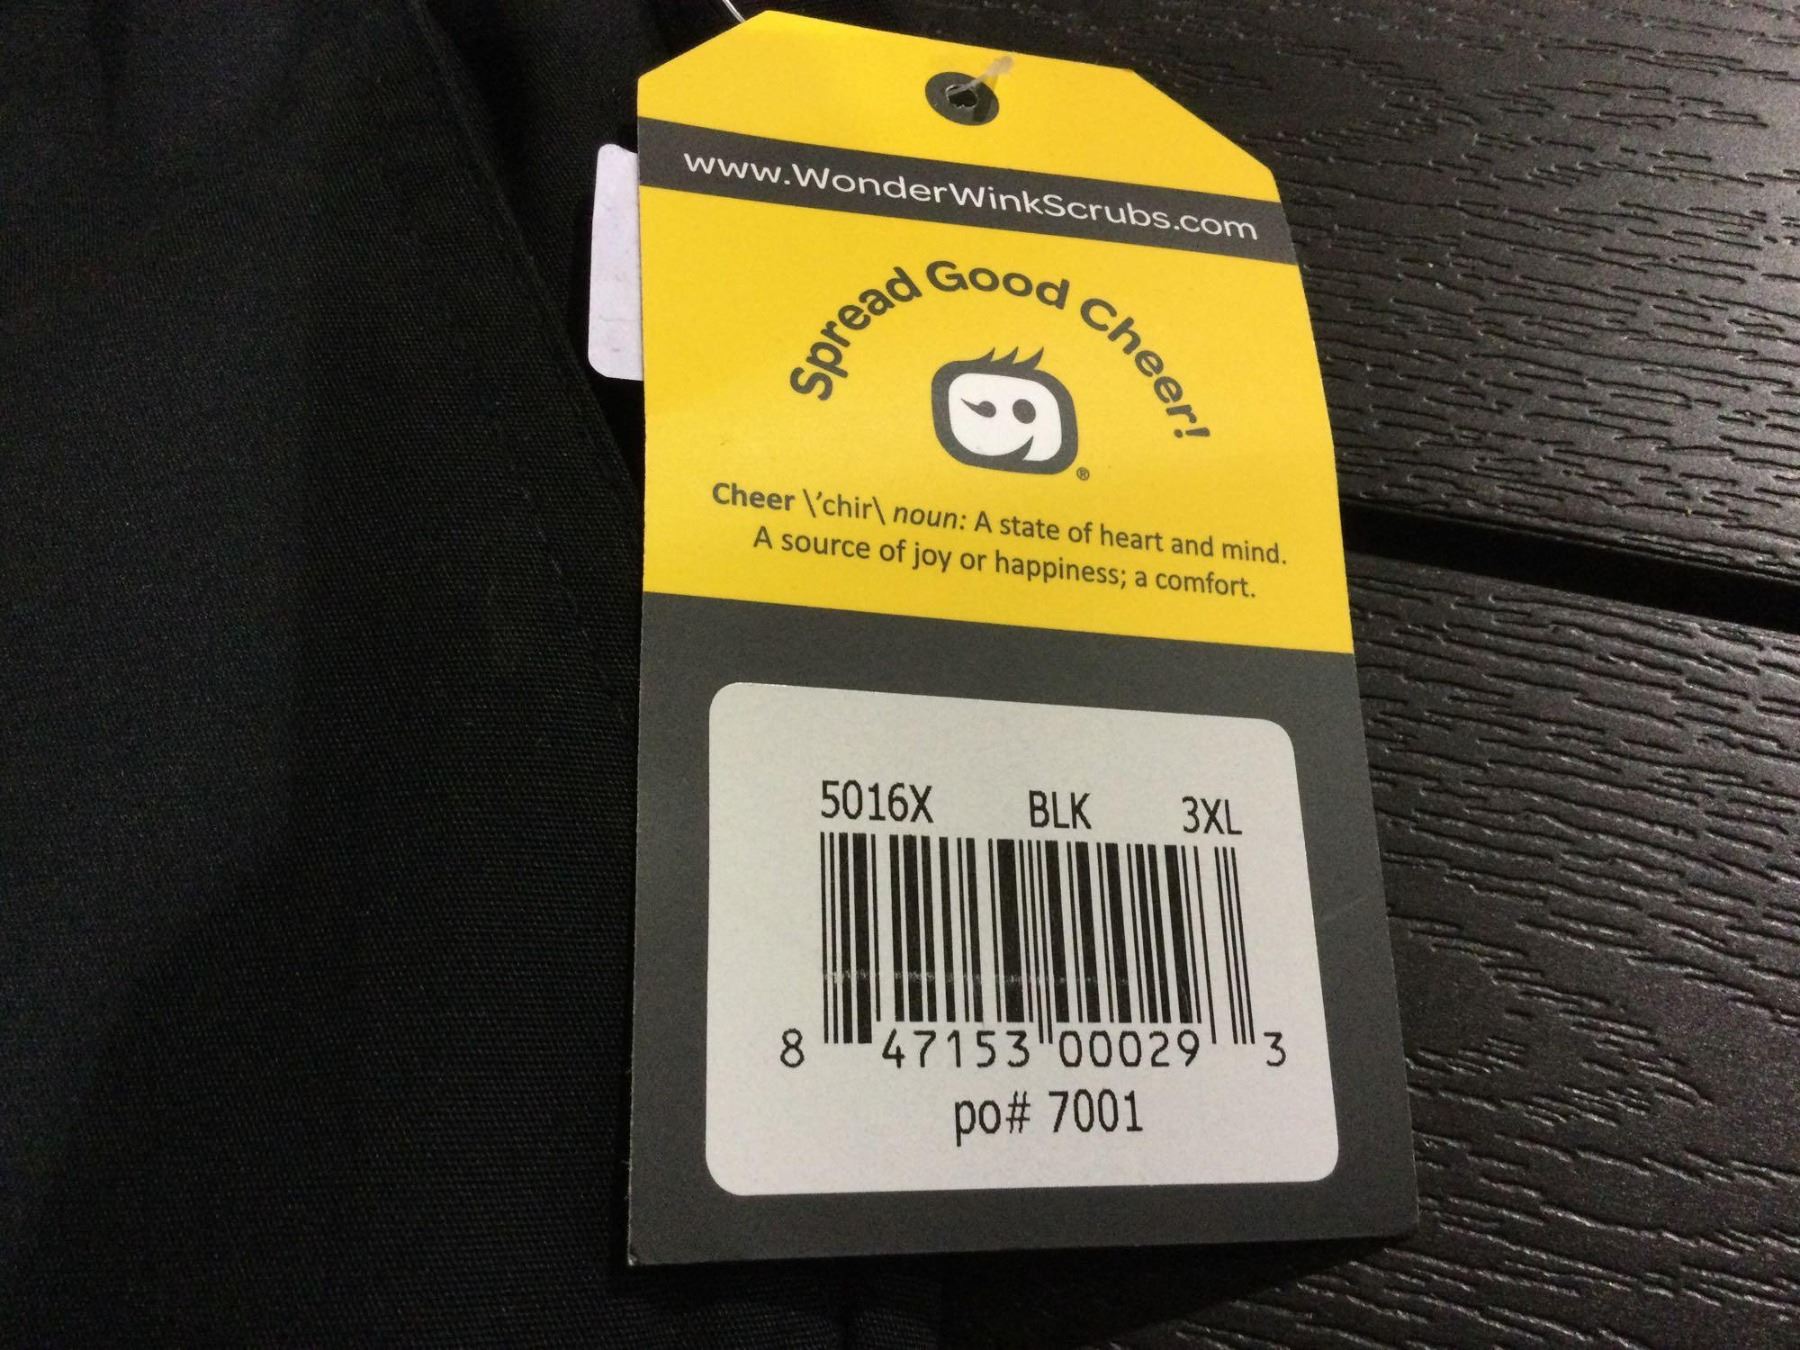 www.WonderWinkScrubs.com
Spread Good Cheer!
®
Cheer \'chir\ noun: A state of heart and mind.
A source of joy or happiness; a comfort.
5016X BLK 3XL
8 47153 00029 3
po# 7001